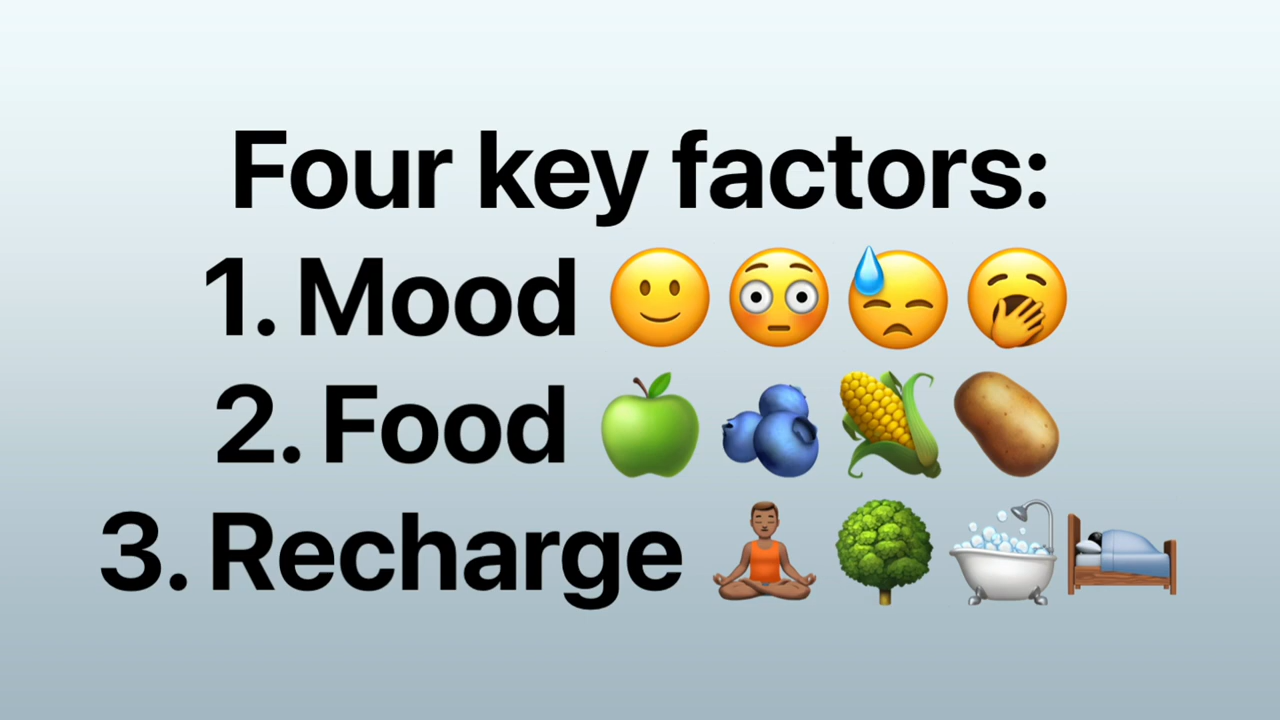 Four key factors:
1. Mood 🙂 😳 😓 🥱
2. Food 🍏 🫐 🌽 🥔
3. Recharge 🧘🏾‍♂️ 🌳 🛁 🛌